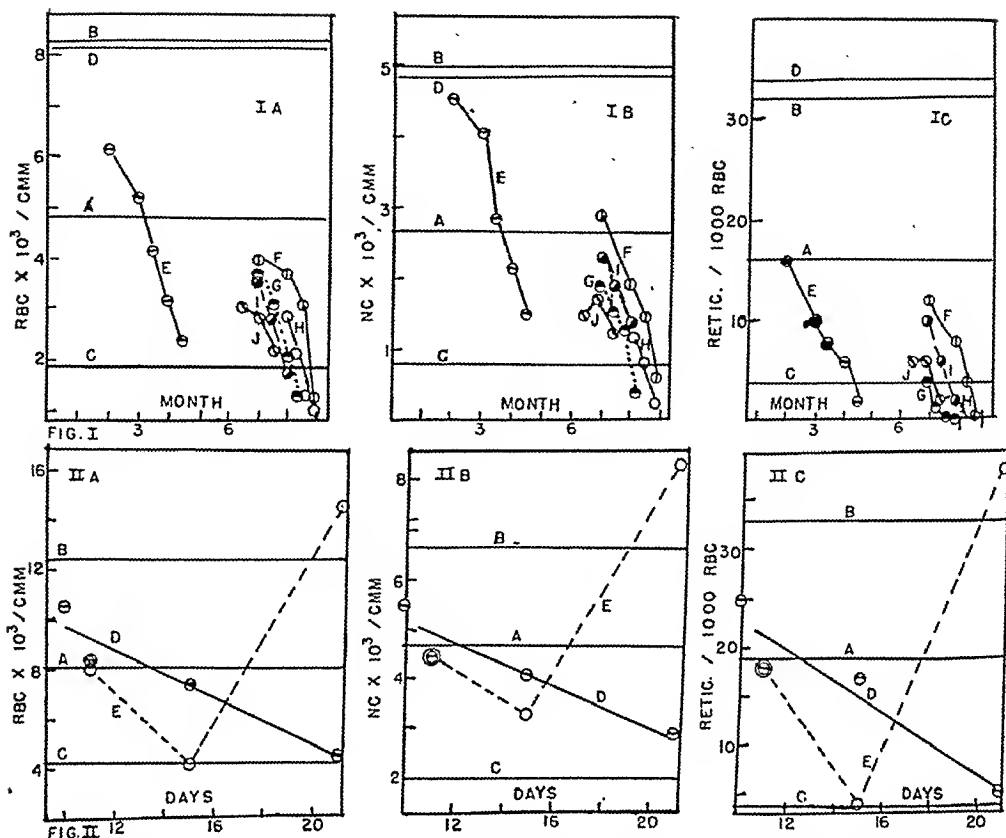 B
D
I A
A
E
F
G
H
J
C
8
6
4
2
RBC X 10³ / CMM
MONTH
3
6
FIG.I
B
D
I B
E
A
F
G
I
J
H
C
5
3
1
NC X 10³ / CMM
MONTH
3
6
D
B
I C
A
E
F
I
J
G
H
C
30
20
10
RETIC. / 1000 RBC
MONTH
3
6
II A
B
D
A
E
C
16
12
8
4
RBC X 10³ / CMM
DAYS
12
16
20
FIG.II
II B
B
E
A
D
C
8
6
4
2
NC X 10³ / CMM
DAYS
12
16
20
II C
B
A
D
E
C
30
20
10
RETIC. / 1000 RBC
DAYS
12
16
20